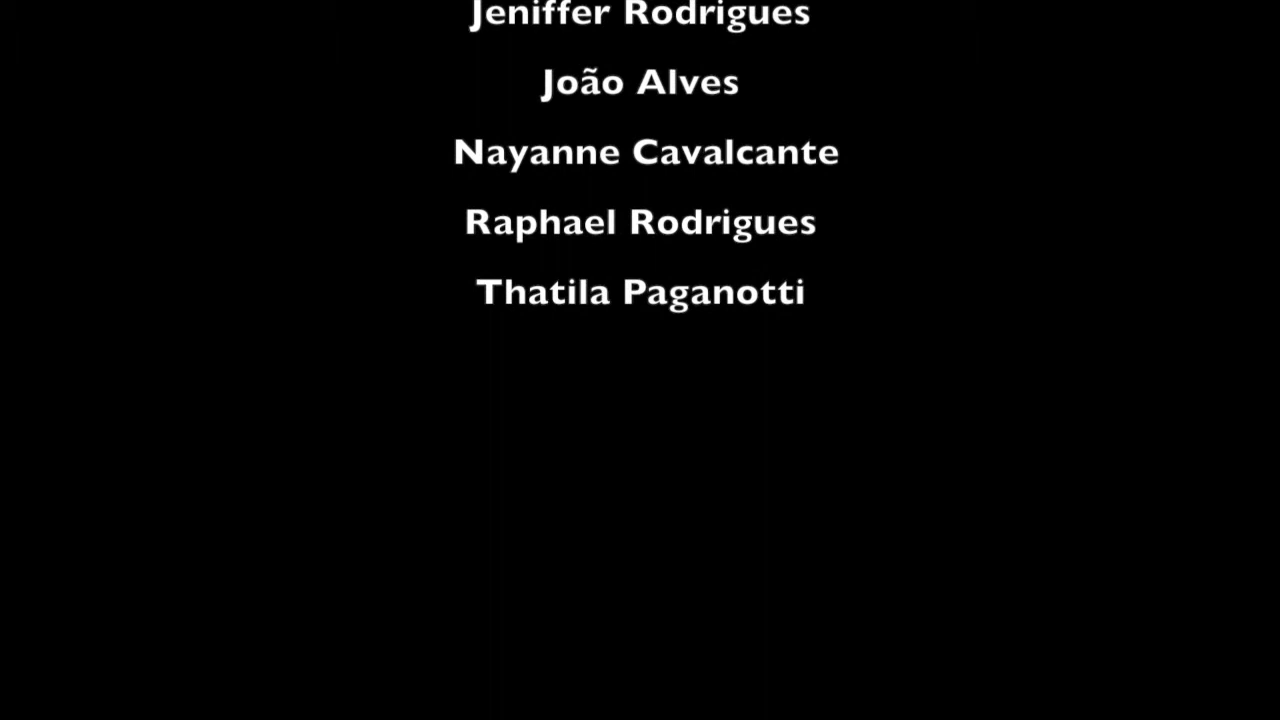 Jeniffer Rodrigues
João Alves
Nayanne Cavalcante
Raphael Rodrigues
Thatila Paganotti